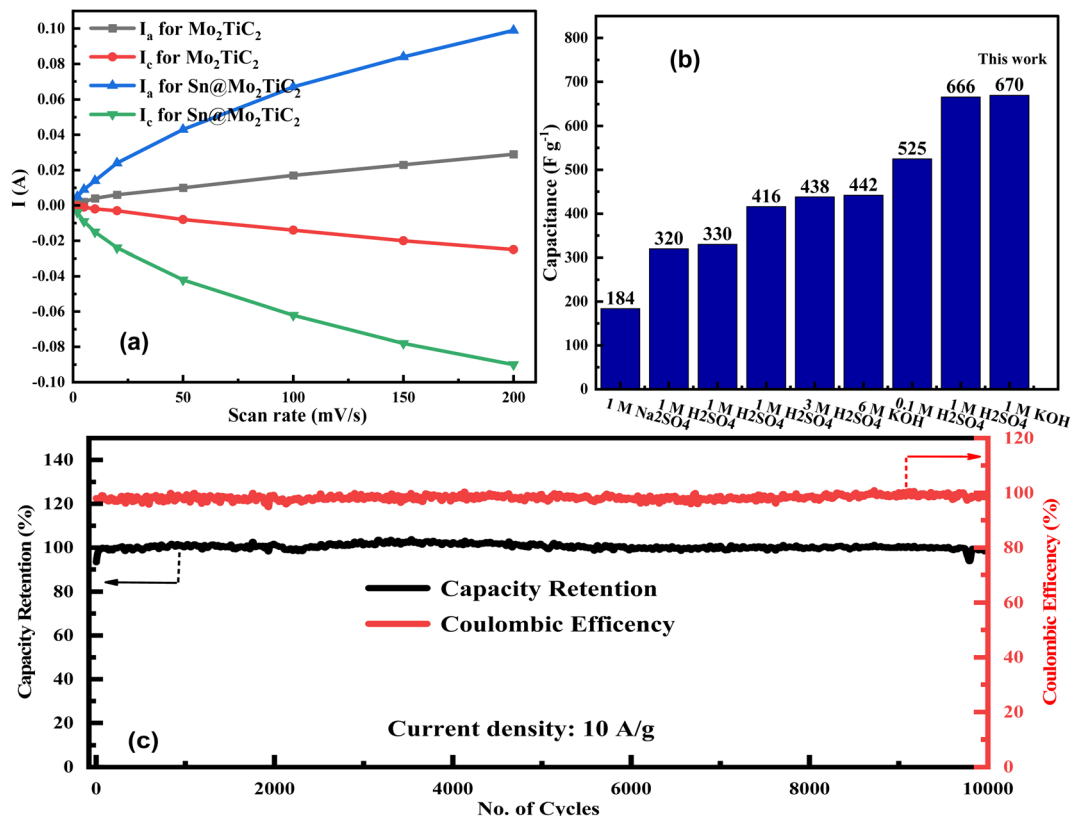 (a)
I (A)
0.10
0.08
0.06
0.04
0.02
0.00
-0.02
-0.04
-0.06
-0.08
-0.10
Ia for Mo2TiC2
Ic for Mo2TiC2
Ia for Sn@Mo2TiC2
Ic for Sn@Mo2TiC2
0
50
100
150
200
Scan rate (mV/s)
(b)
Capacitance (F g-1)
800
700
600
500
400
300
200
100
0
This work
184
320
330
416
438
442
525
666
670
1 M Na2SO4
1 M H2SO4
1 M H2SO4
1 M H2SO4
3 M H2SO4
6 M KOH
0.1 M H2SO4
1 M H2SO4
1 M KOH
(c)
Capacity Retention (%)
140
120
100
80
60
40
20
0
Capacity Retention
Coulombic Efficency
Current density: 10 A/g
0
2000
4000
6000
8000
10000
No. of Cycles
120
100
80
60
40
20
0
Coulombic Efficency (%)